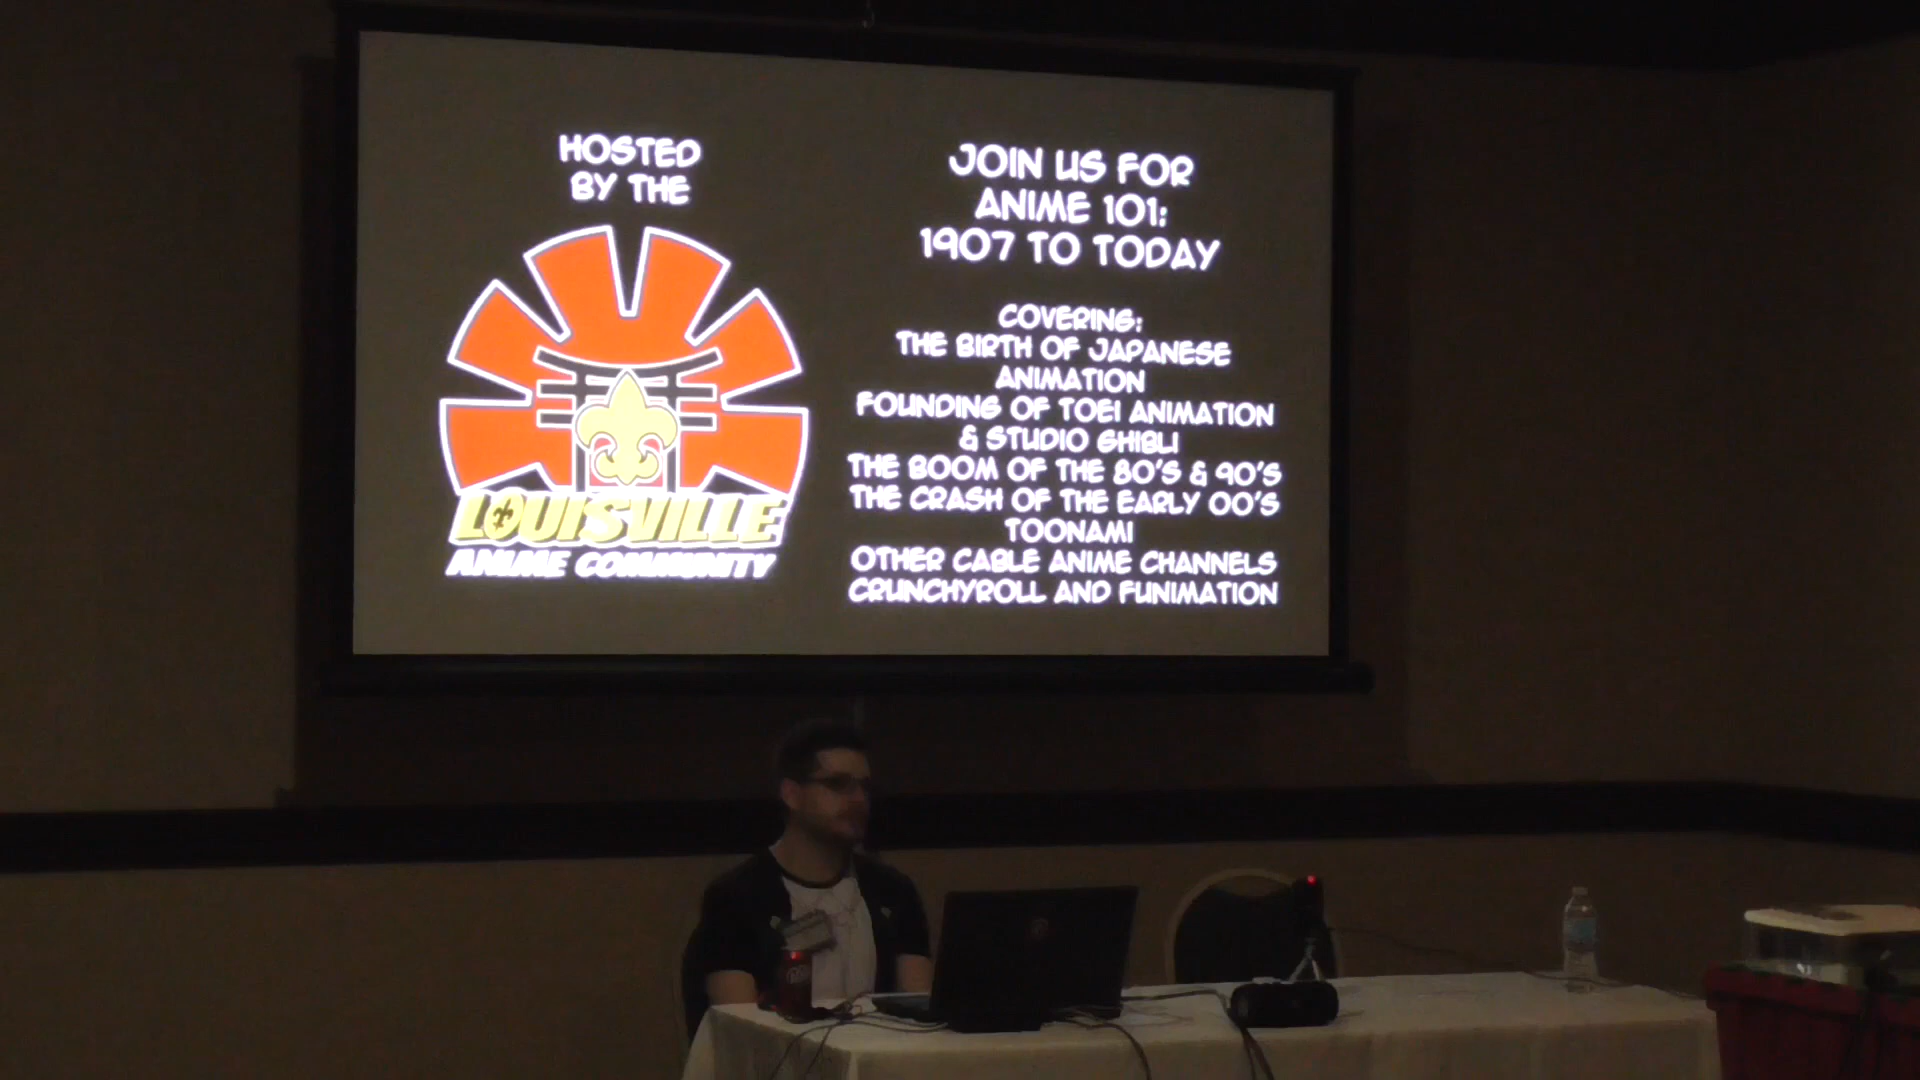 HOSTED
BY THE
LOUISVILLE
ANIME COMMUNITY
JOIN US FOR
ANIME 101:
1907 TO TODAY
COVERING:
THE BIRTH OF JAPANESE
ANIMATION
FOUNDING OF TOEI ANIMATION
& STUDIO GHIBLI
THE BOOM OF THE 80'S & 90'S
THE CRASH OF THE EARLY 00'S
TOONAMI
OTHER CABLE ANIME CHANNELS
CRUNCHYROLL AND FUNIMATION